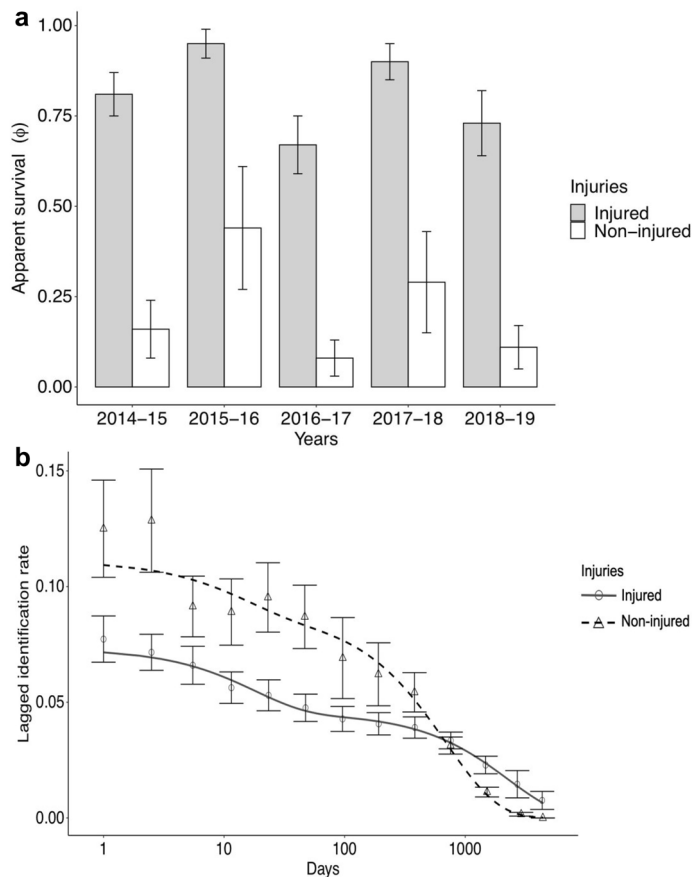 a
1.00
0.75
0.50
0.25
0.00
Apparent survival (ϕ)
2014–15 2015–16 2016–17 2017–18 2018–19
Years
Injuries
Injured
Non–injured
b
0.15
0.10
0.05
0.00
Lagged identification rate
1 10 100 1000
Days
Injuries
Injured
Non-injured